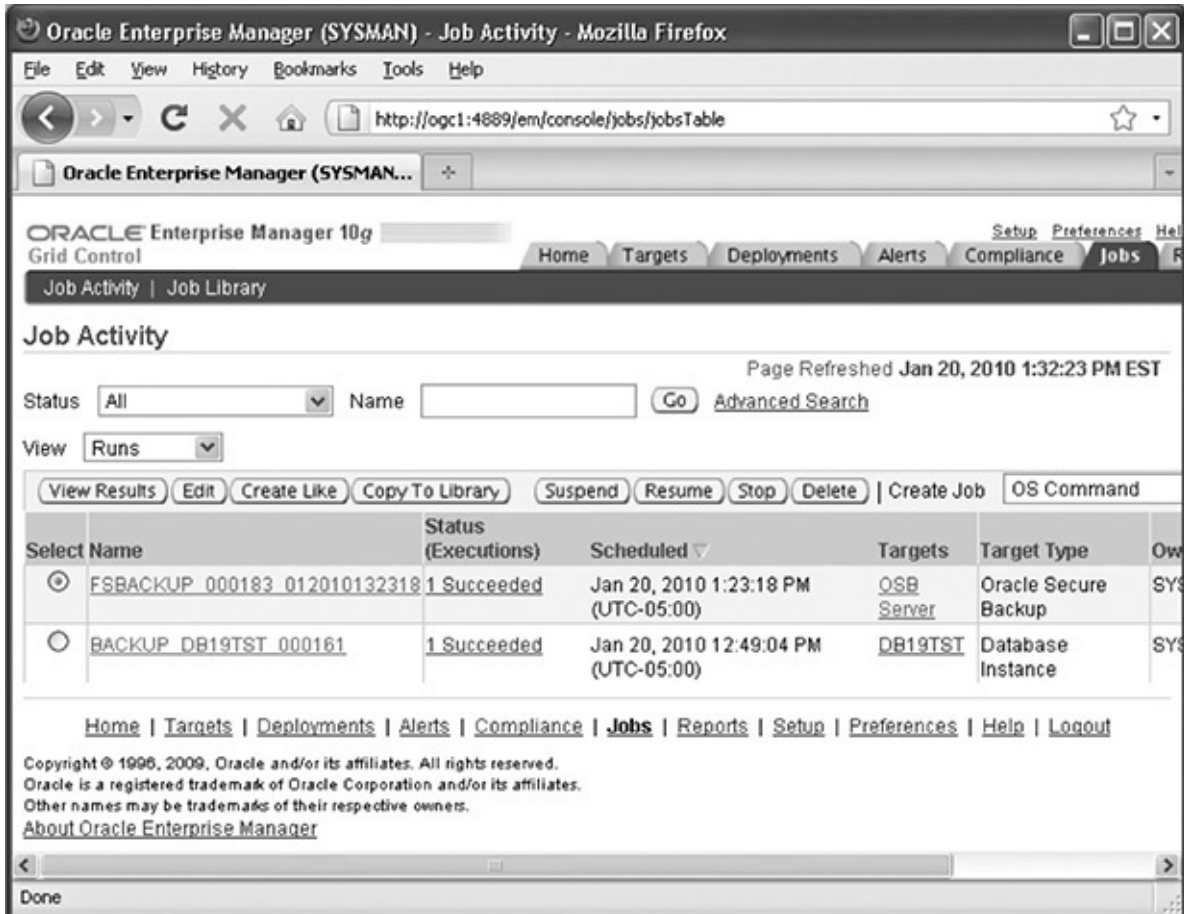 Oracle Enterprise Manager (SYSMAN) - Job Activity - Mozilla Firefox
File Edit View History Bookmarks Tools Help
http://ogc1:4889/em/console/jobs/jobsTable
Oracle Enterprise Manager (SYSMAN...
ORACLE Enterprise Manager 10g
Grid Control
Setup Preferences Hel
Home Targets Deployments Alerts Compliance Jobs R
Job Activity | Job Library
Job Activity
Page Refreshed Jan 20, 2010 1:32:23 PM EST
Status All Name Go Advanced Search
View Runs
View Results Edit Create Like Copy To Library Suspend Resume Stop Delete | Create Job OS Command
Select Name Status (Executions) Scheduled Targets Target Type Ow
FSBACKUP_000183_012010132318 1 Succeeded Jan 20, 2010 1:23:18 PM (UTC-05:00) OSB Server Oracle Secure Backup SYS
BACKUP_DB19TST_000161 1 Succeeded Jan 20, 2010 12:49:04 PM (UTC-05:00) DB19TST Database Instance SYS
Home | Targets | Deployments | Alerts | Compliance | Jobs | Reports | Setup | Preferences | Help | Logout
Copyright © 1996, 2009, Oracle and/or its affiliates. All rights reserved.
Oracle is a registered trademark of Oracle Corporation and/or its affiliates.
Other names may be trademarks of their respective owners.
About Oracle Enterprise Manager
Done